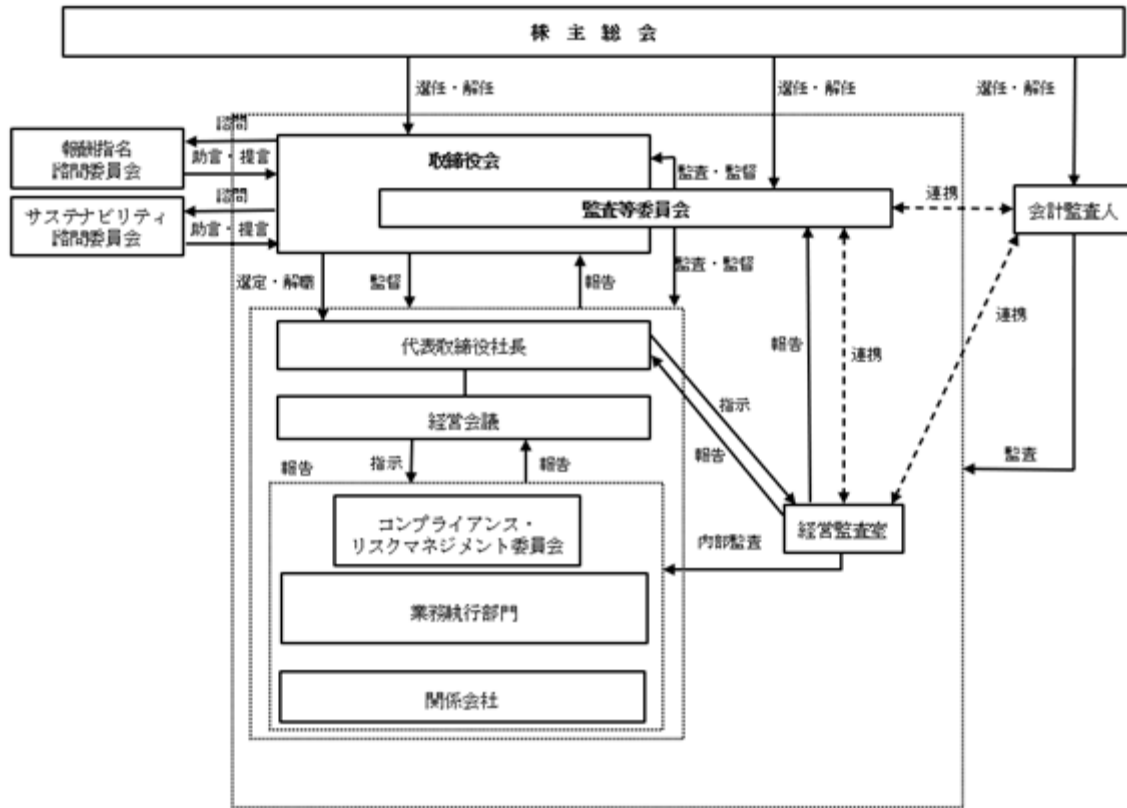 株 主 総 会
選任・解任
選任・解任
選任・解任
諮問
報酬指名
諮問委員会
助言・提言
取締役会
監査・監督
諮問
サステナビリティ
諮問委員会
助言・提言
監査等委員会
連携
会計監査人
選定・解職
監督
報告
監査・監督
代表取締役社長
報告
連携
連携
経営会議
指示
報告
報告
指示
報告
監査
コンプライアンス・
リスクマネジメント委員会
経営監査室
内部監査
業務執行部門
関係会社